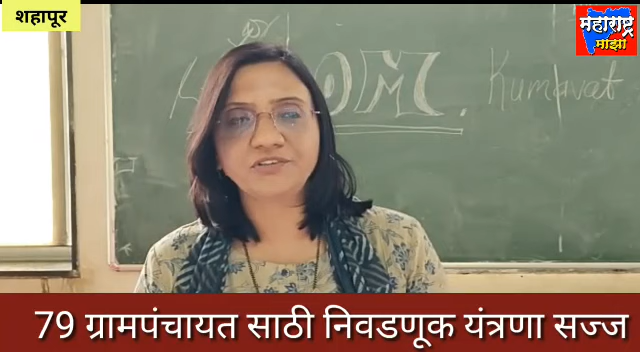 शहापूर
महाराष्ट्र
माझा
Kumavat
79 ग्रामपंचायत साठी निवडणूक यंत्रणा सज्ज